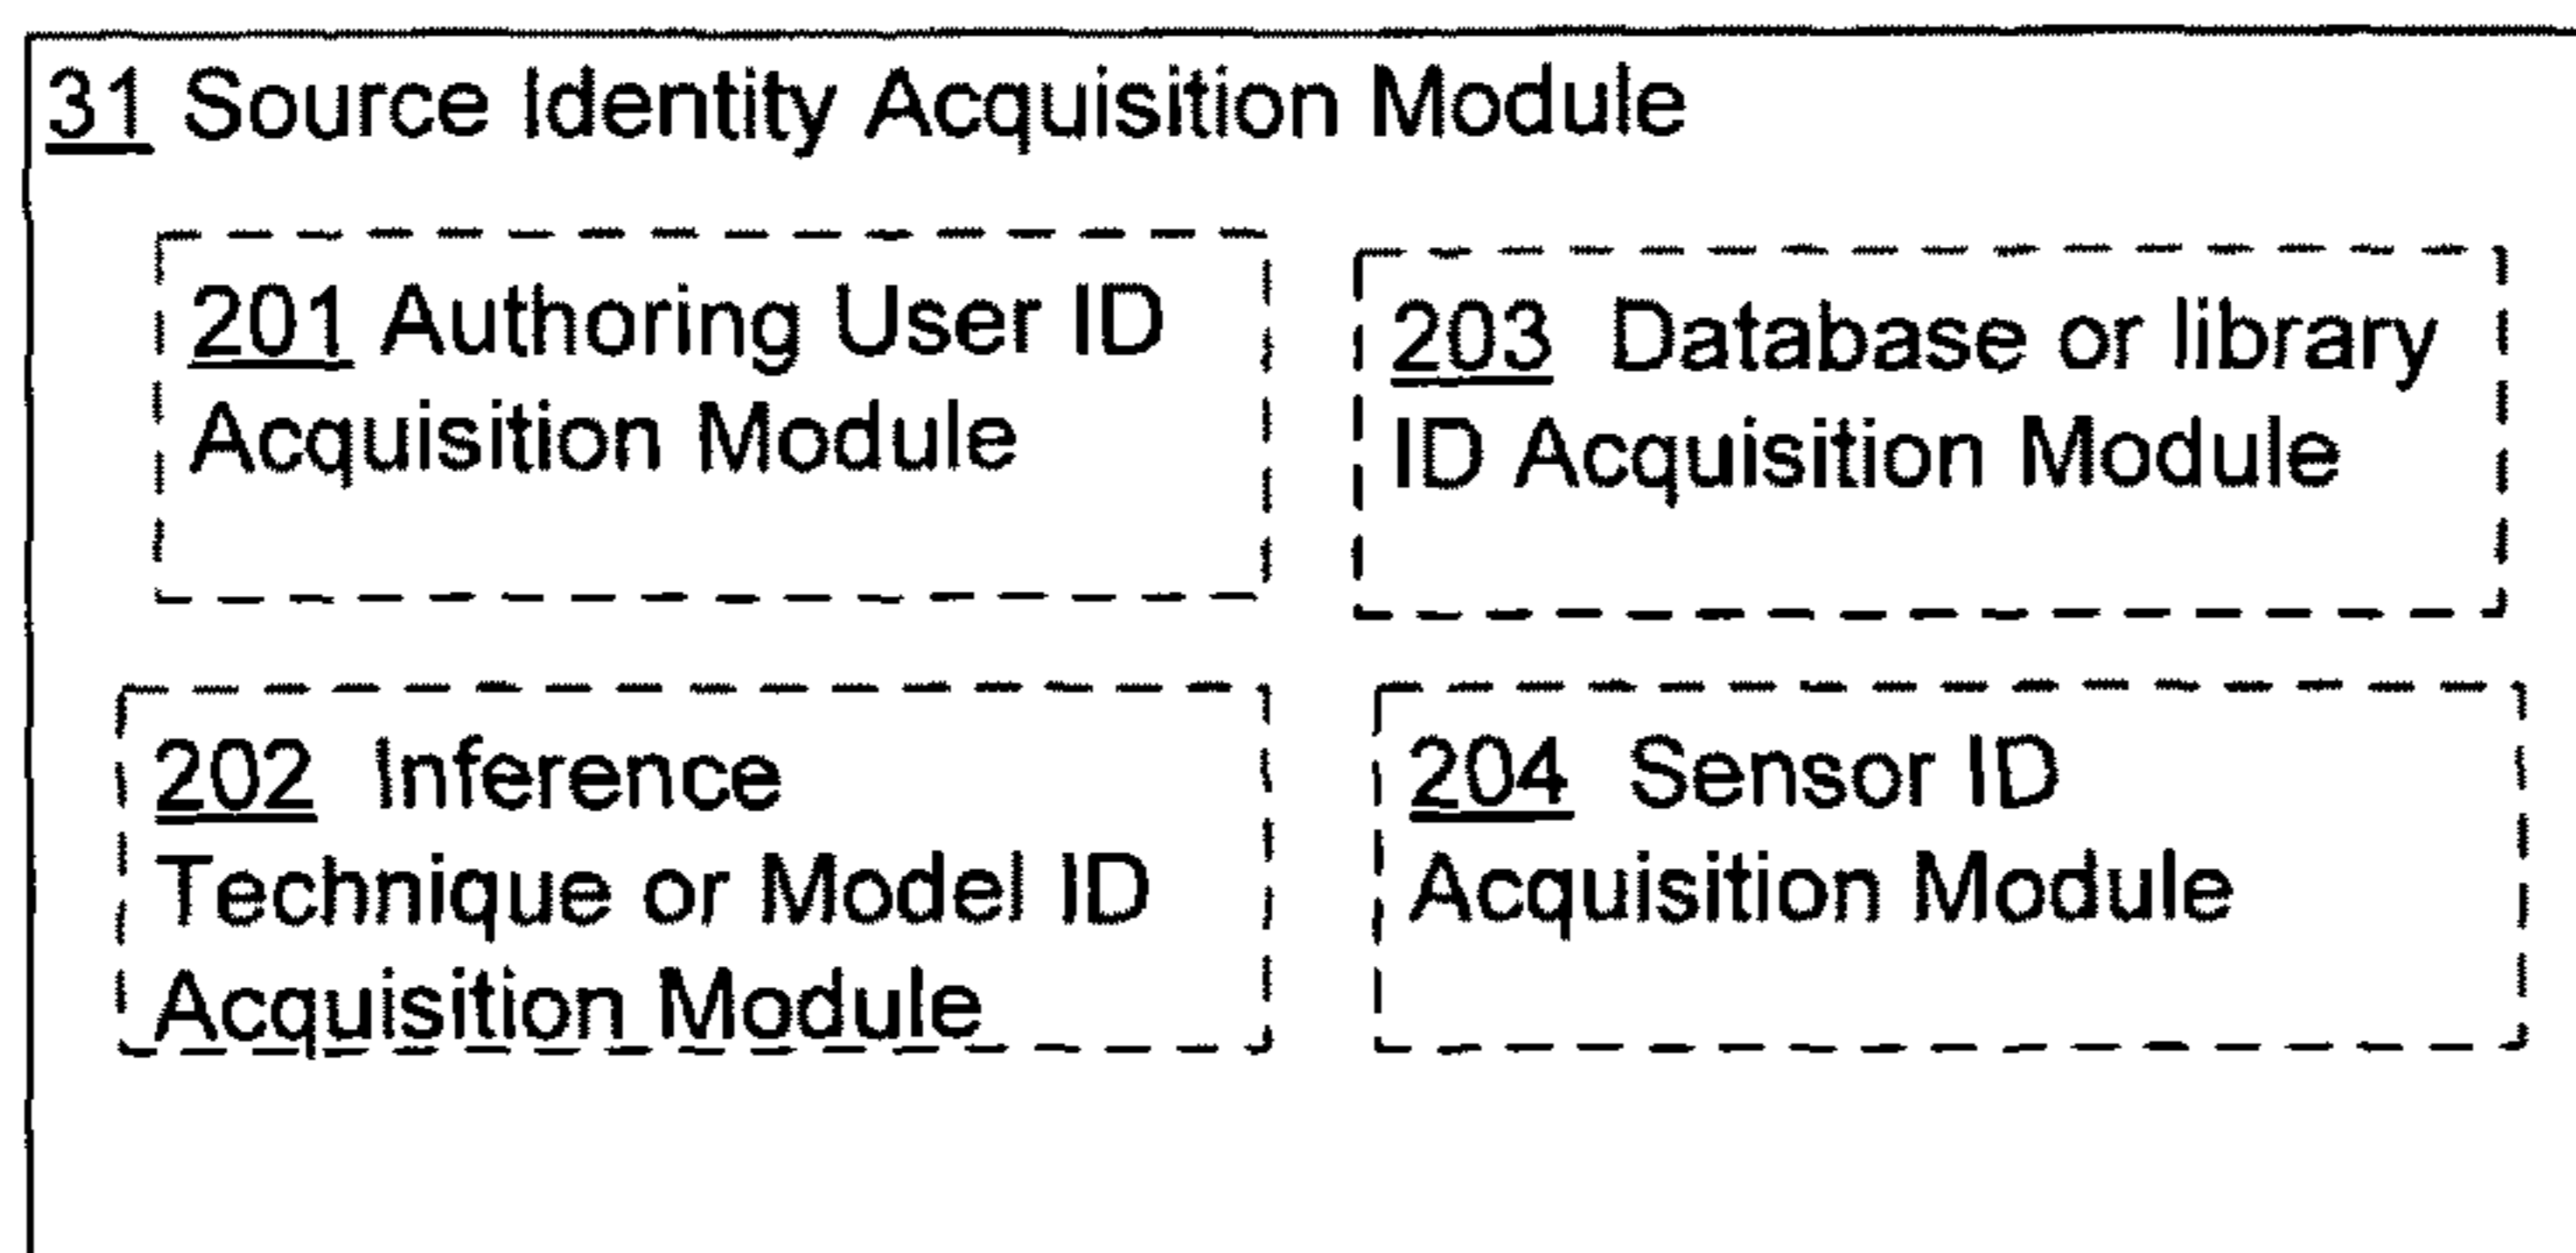 31 Source Identity Acquisition Module
201 Authoring User ID
Acquisition Module
203 Database or library
ID Acquisition Module
202 Inference
Technique or Model ID
Acquisition Module
204 Sensor ID
Acquisition Module